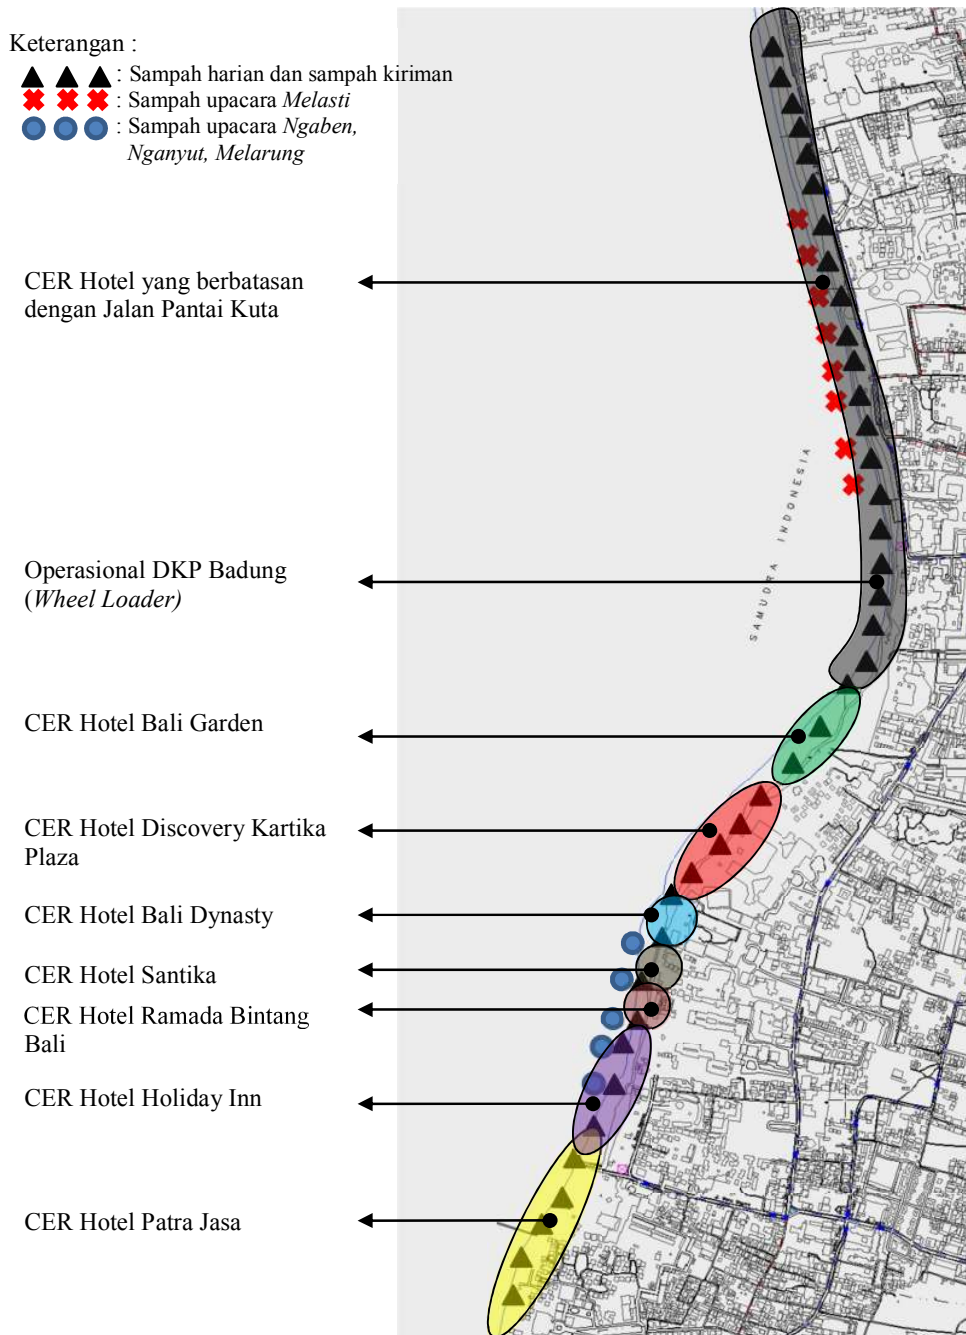 Keterangan :
: Sampah harian dan sampah kiriman
: Sampah upacara Melasti
: Sampah upacara Ngaben,
Nganyut, Melarung
CER Hotel yang berbatasan
dengan Jalan Pantai Kuta
SAMUDRA INDONESIA
Operasional DKP Badung
(Wheel Loader)
CER Hotel Bali Garden
CER Hotel Discovery Kartika
Plaza
CER Hotel Bali Dynasty
CER Hotel Santika
CER Hotel Ramada Bintang
Bali
CER Hotel Holiday Inn
CER Hotel Patra Jasa